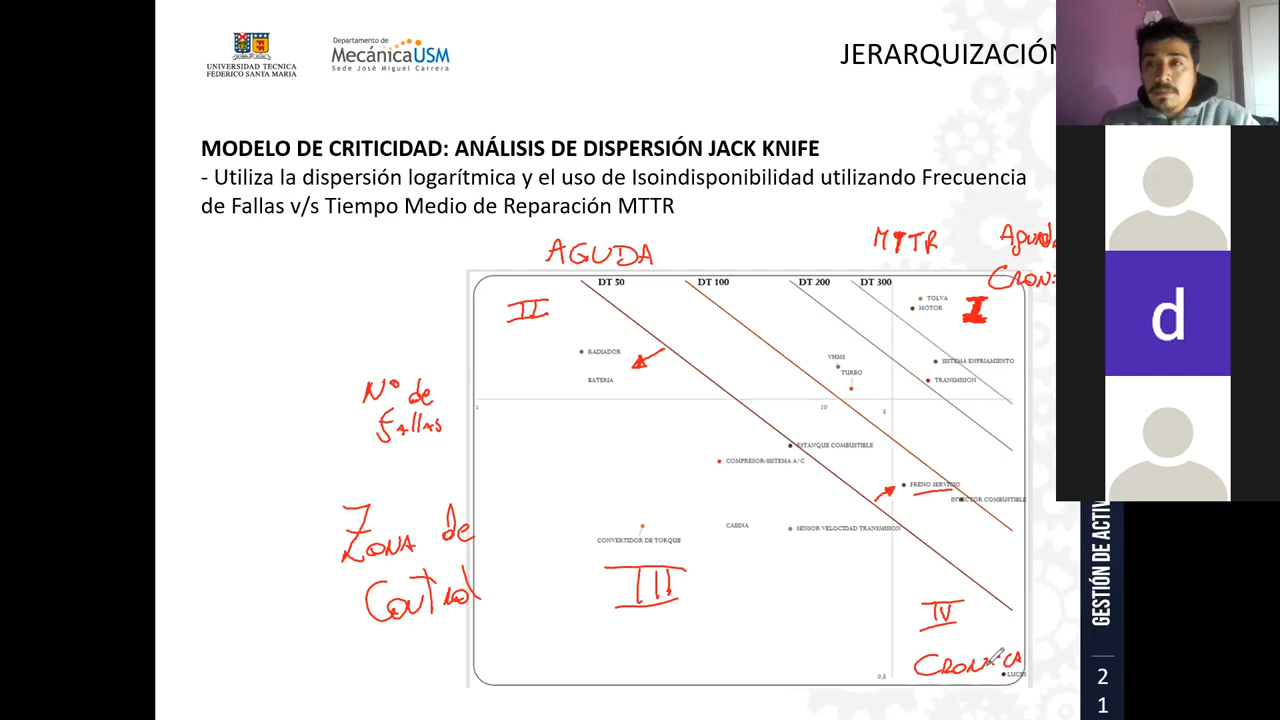 UNIVERSIDAD TECNICA
FEDERICO SANTA MARIA
Departamento de
MecánicaUSM
Sede José Miguel Carrera
JERARQUIZACIÓN
MODELO DE CRITICIDAD: ANÁLISIS DE DISPERSIÓN JACK KNIFE
- Utiliza la dispersión logarítmica y el uso de Isoindisponibilidad utilizando Frecuencia
de Fallas v/s Tiempo Medio de Reparación MTTR
AGUDA
MTTR
CRON
DT 50
DT 100
DT 200
DT 300
II
TOLVA
MOTOR
I
RADIADOR
BATERIA
VHMS
TURBO
SISTEMA ENFRIAMIENTO
TRANSMISION
Nº de
fallas
1
10
8
ESTANQUE COMBUSTIBLE
COMPRESOR-SISTEMA A/C
FRENO SERVICIO
INYECTOR COMBUSTIBLE
CABINA
SENSOR VELOCIDAD TRANSMISION
CONVERTIDOR DE TORQUE
Zona de
Control
III
IV
CRONICA
0,8
LUCES
d
GESTIÓN DE ACTIV
2
1